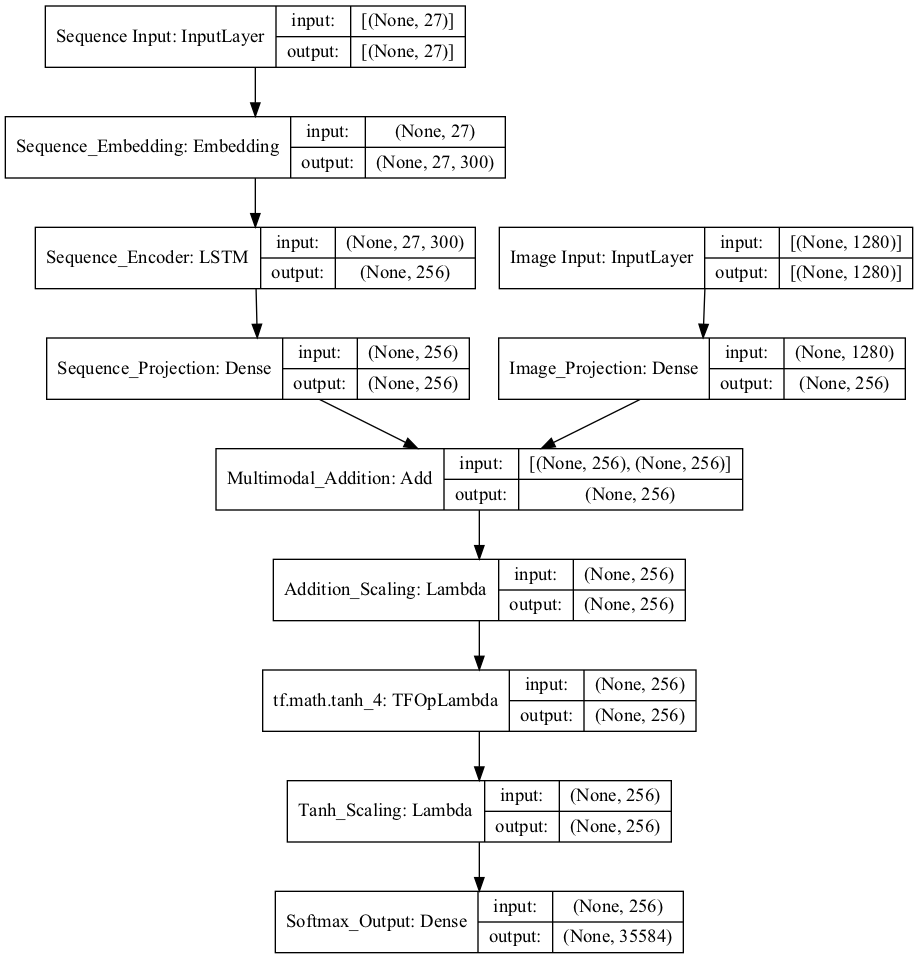 Sequence Input: InputLayer
input: [(None, 27)]
output: [(None, 27)]
Sequence_Embedding: Embedding
input: (None, 27)
output: (None, 27, 300)
Sequence_Encoder: LSTM
input: (None, 27, 300)
output: (None, 256)
Image Input: InputLayer
input: [(None, 1280)]
output: [(None, 1280)]
Sequence_Projection: Dense
input: (None, 256)
output: (None, 256)
Image_Projection: Dense
input: (None, 1280)
output: (None, 256)
Multimodal_Addition: Add
input: [(None, 256), (None, 256)]
output: (None, 256)
Addition_Scaling: Lambda
input: (None, 256)
output: (None, 256)
tf.math.tanh_4: TFOpLambda
input: (None, 256)
output: (None, 256)
Tanh_Scaling: Lambda
input: (None, 256)
output: (None, 256)
Softmax_Output: Dense
input: (None, 256)
output: (None, 35584)